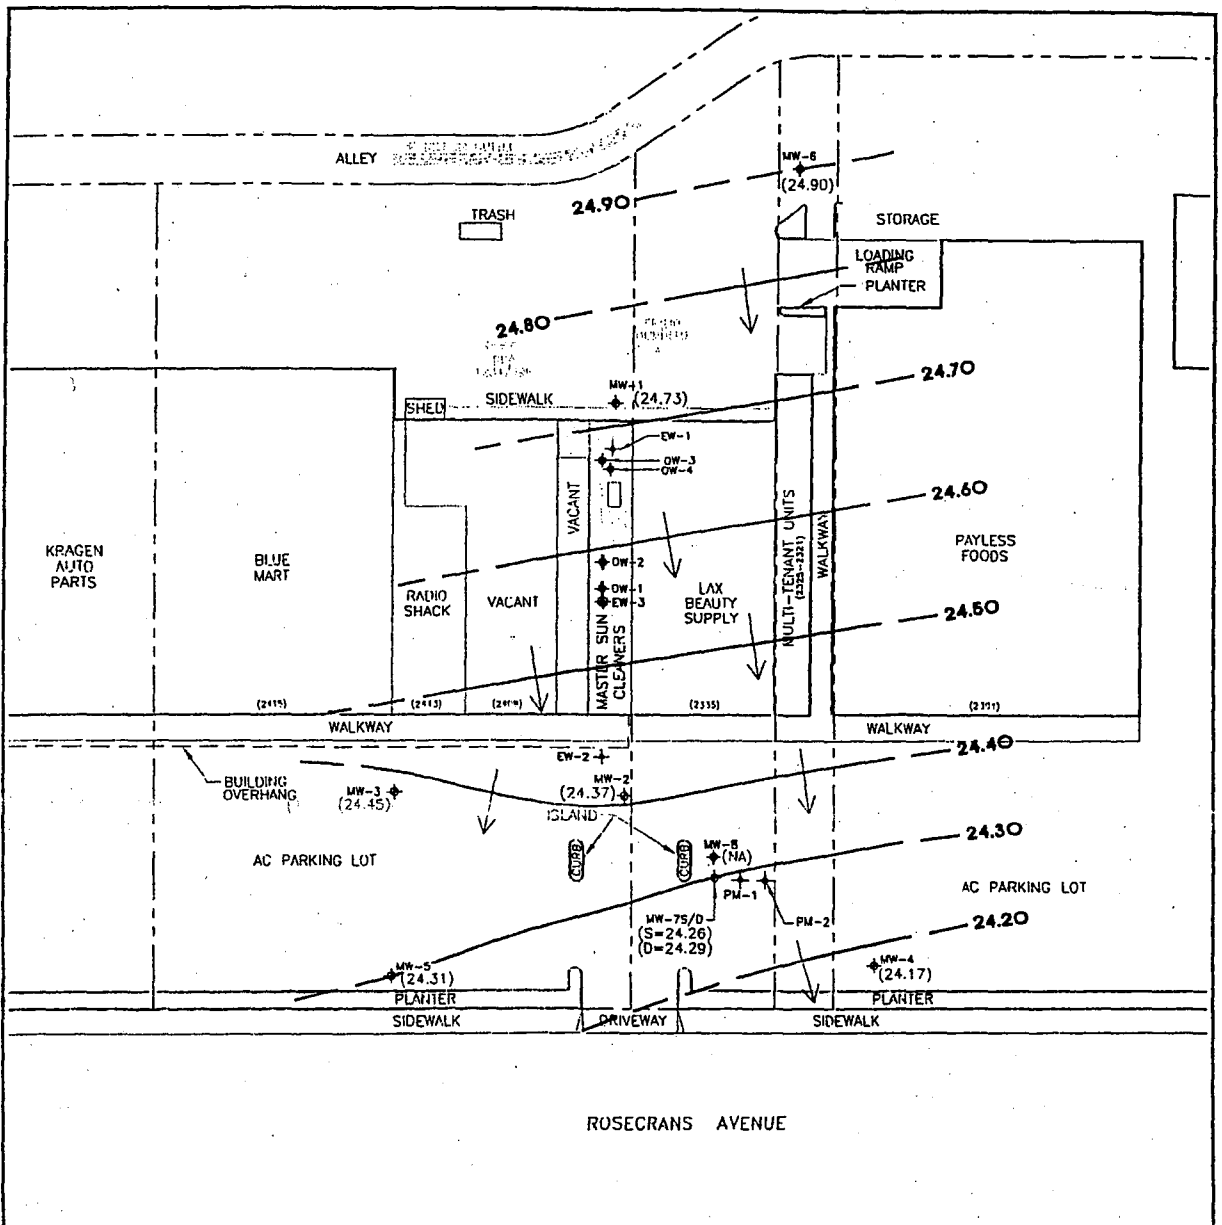 ALLEY
MW-6
(24.90)
24.90
TRASH
STORAGE
LOADING
RAMP
PLANTER
24.80
24.70
MW-1
(24.73)
SIDEWALK
SHED
EW-1
OW-3
OW-4
24.60
VACANT
MULTI-TENANT UNITS
(2325-2321)
WALKWAY
KRAGEN
AUTO
PARTS
BLUE
MART
PAYLESS
FOODS
OW-2
OW-1
EW-3
RADIO
SHACK
VACANT
LAX
BEAUTY
SUPPLY
MASTER SUN
CLEANERS
24.50
(2413)
(2335)
WALKWAY
WALKWAY
24.40
EW-2
BUILDING
OVERHANG
MW-3
(24.45)
MW-2
(24.37)
ISLAND
24.30
CURB
CURB
MW-8
(NA)
AC PARKING LOT
AC PARKING LOT
PM-1
PM-2
MW-7S/D
(S=24.26)
(D=24.29)
24.20
MW-5
(24.31)
MW-4
(24.17)
PLANTER
PLANTER
SIDEWALK
DRIVEWAY
SIDEWALK
ROSECRANS AVENUE